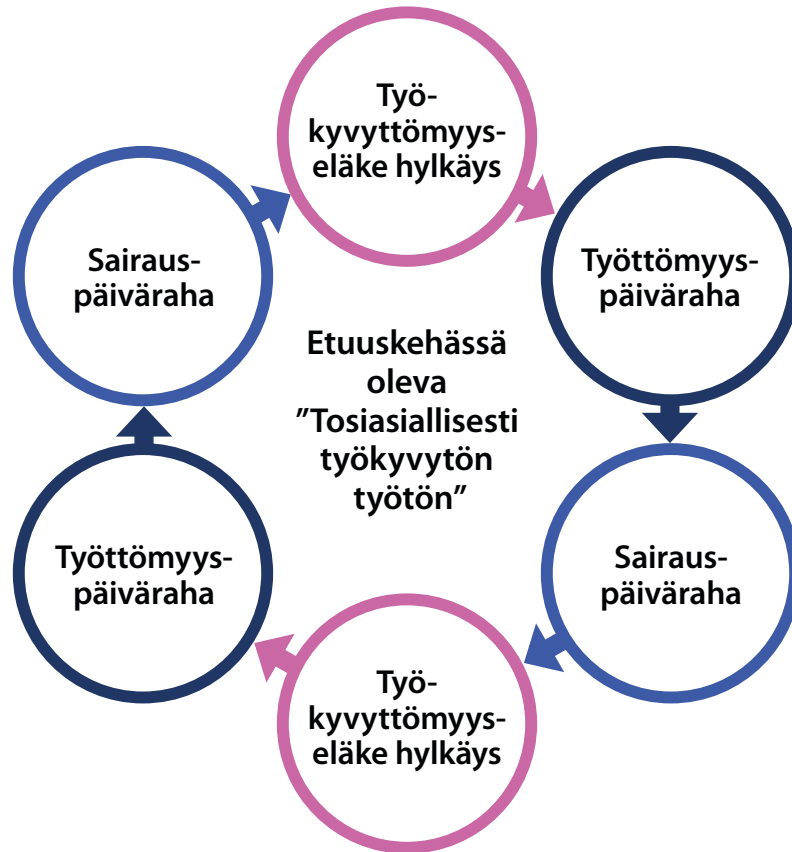 Työ-
kyvyttömyys-
eläke hylkäys
Työttömyys-
päiväraha
Sairaus-
päiväraha
Työ-
kyvyttömyys-
eläke hylkäys
Työttömyys-
päiväraha
Sairaus-
päiväraha
Etuuskehässä
oleva
”Tosiasiallisesti
työkyvytön
työtön”